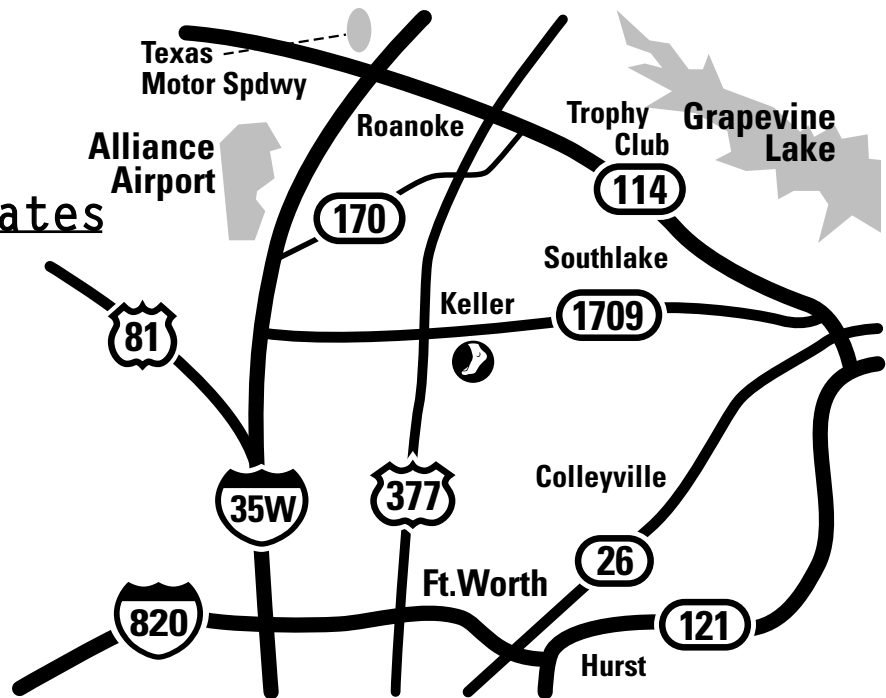 Texas
Motor Spdwy
Roanoke
Trophy
Club
Grapevine
Lake
Alliance
Airport
ates
170
114
Southlake
Keller
1709
81
35W
377
Colleyville
26
Ft.Worth
820
121
Hurst